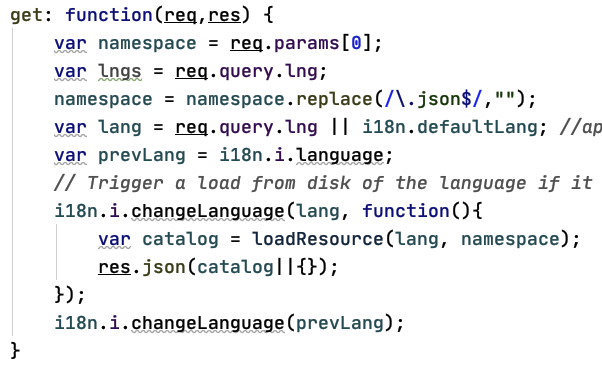 get: function(req,res) {
    var namespace = req.params[0];
    var lngs = req.query.lng;
    namespace = namespace.replace(/\.json$/,"");
    var lang = req.query.lng || i18n.defaultLang; //ap
    var prevLang = i18n.i.language;
    // Trigger a load from disk of the language if it
    i18n.i.changeLanguage(lang, function(){
        var catalog = loadResource(lang, namespace);
        res.json(catalog||{});
    });
    i18n.i.changeLanguage(prevLang);
}